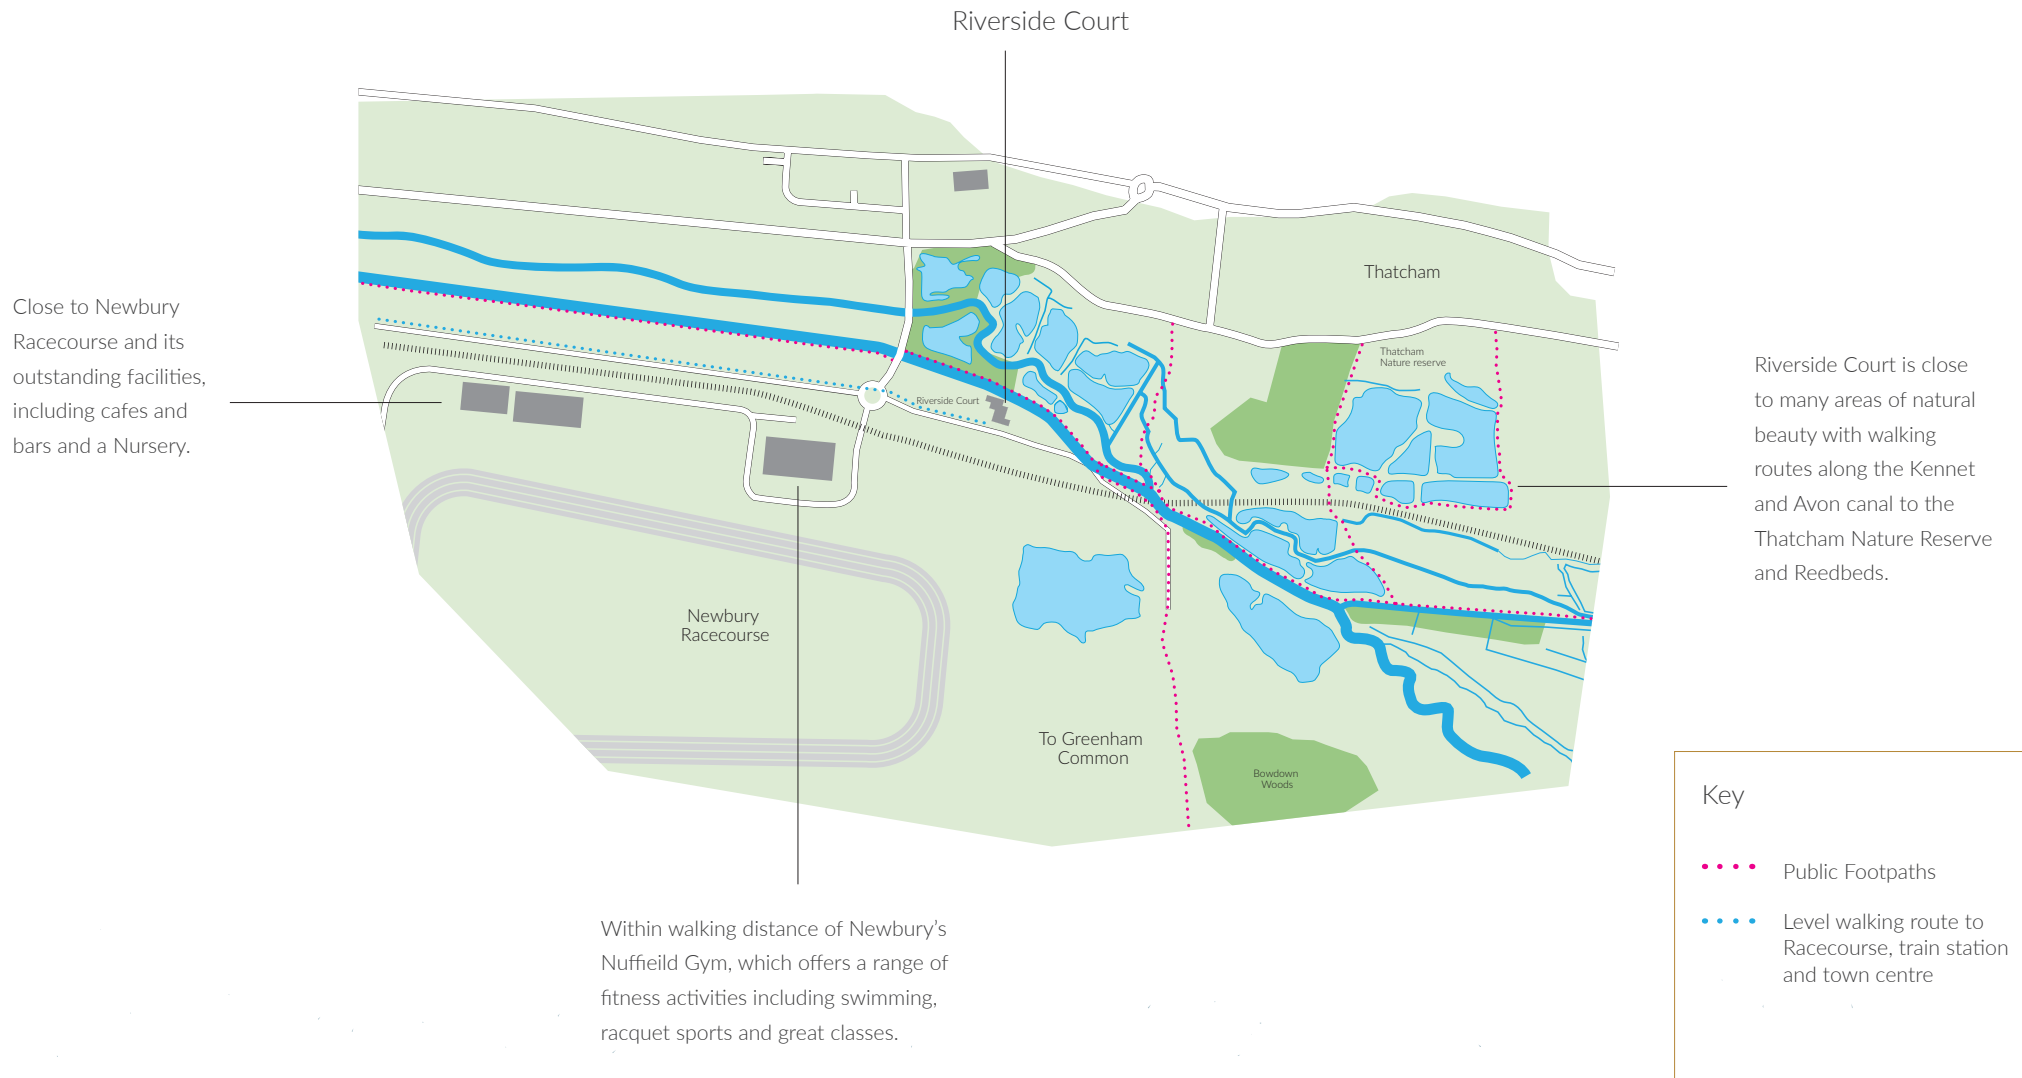 Riverside Court
Close to Newbury
Racecourse and its
outstanding facilities,
including cafes and
bars and a Nursery.
Thatcham
Thatcham
Nature reserve
Riverside Court
Riverside Court is close
to many areas of natural
beauty with walking
routes along the Kennet
and Avon canal to the
Thatcham Nature Reserve
and Reedbeds.
Newbury
Racecourse
To Greenham
Common
Bowdown
Woods
Within walking distance of Newbury’s
Nuffieild Gym, which offers a range of
fitness activities including swimming,
racquet sports and great classes.
Key
Public Footpaths
Level walking route to
Racecourse, train station
and town centre